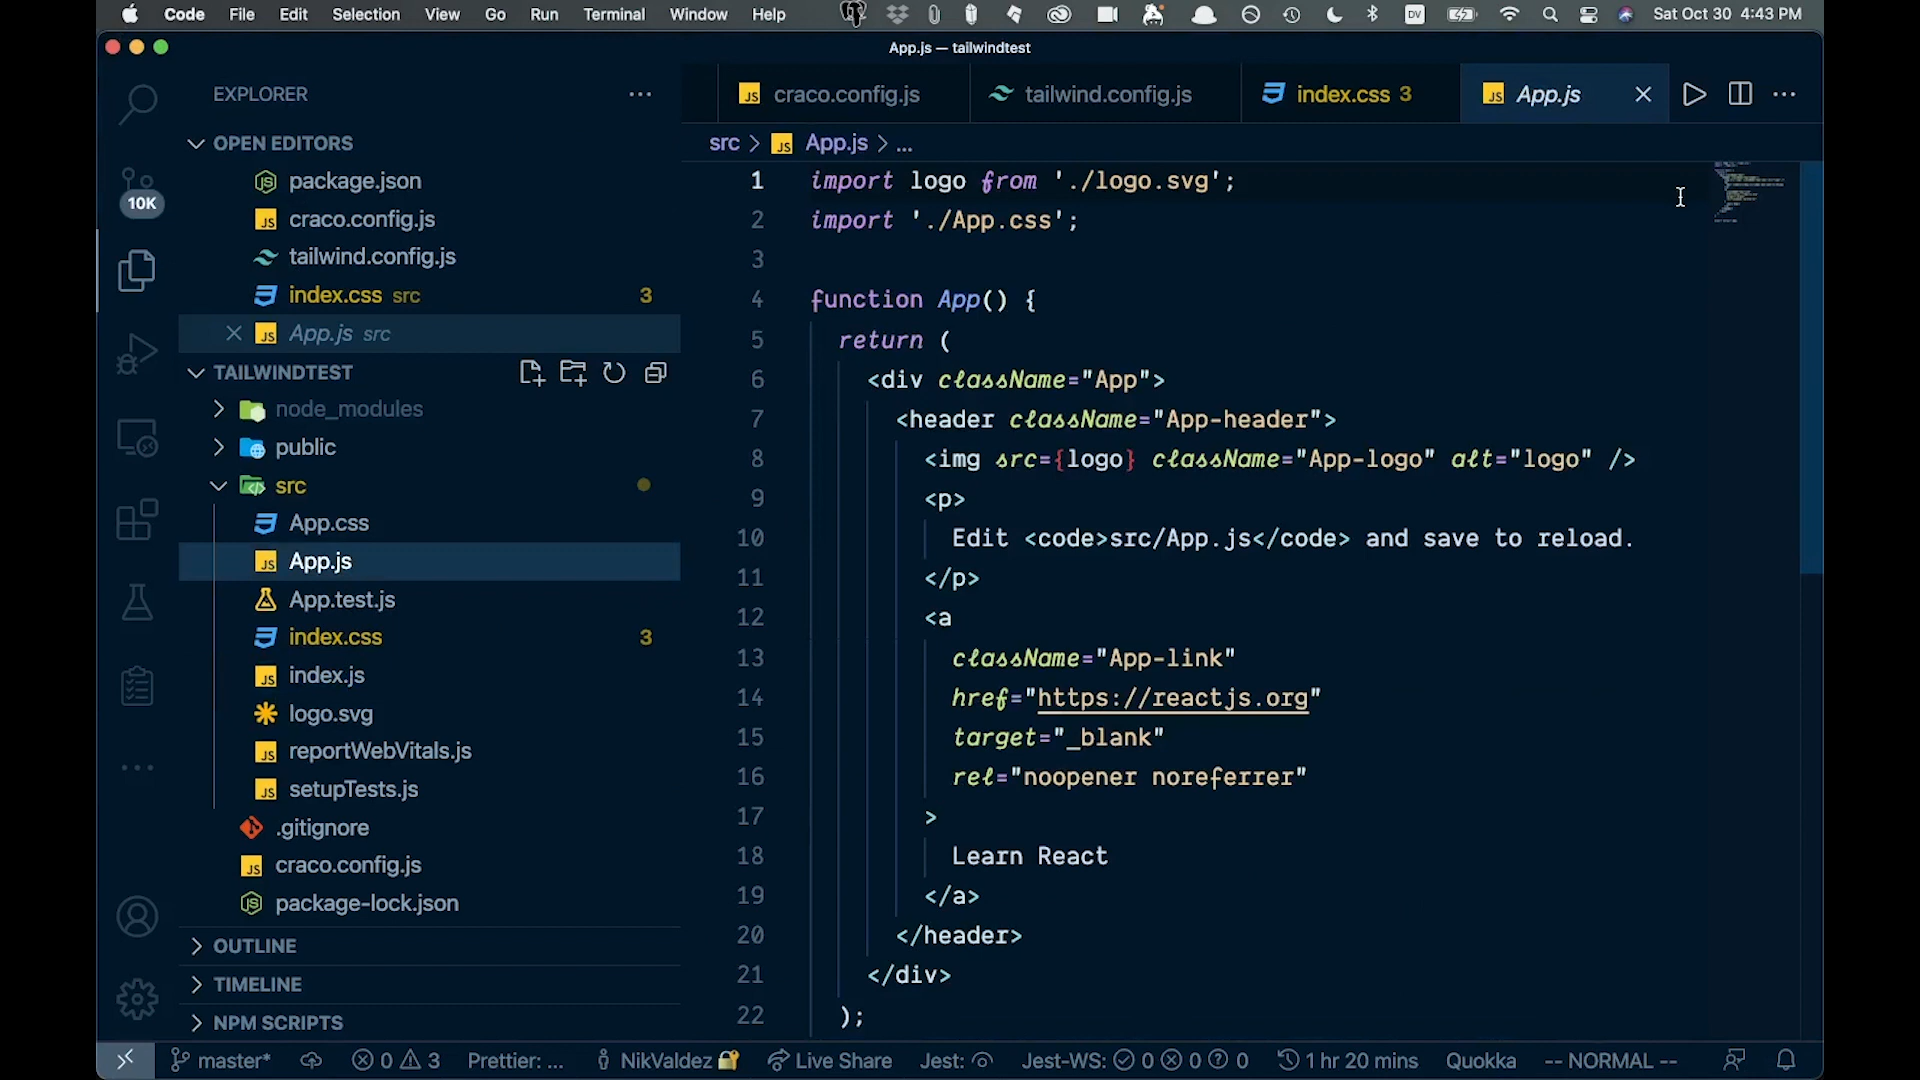 Code File Edit Selection View Go Run Terminal Window Help DV Sat Oct 30 4:43 PM
App.js — tailwindtest
EXPLORER
OPEN EDITORS
package.json
craco.config.js
tailwind.config.js
index.css src 3
App.js src
TAILWINDTEST
node_modules
public
src
App.css
App.js
App.test.js
index.css 3
index.js
logo.svg
reportWebVitals.js
setupTests.js
.gitignore
craco.config.js
package-lock.json
OUTLINE
TIMELINE
NPM SCRIPTS
10K
craco.config.js tailwind.config.js index.css 3 App.js
src > App.js > ...
1 import logo from './logo.svg';
2 import './App.css';
3
4 function App() {
5 return (
6 <div className="App">
7 <header className="App-header">
8 <img src={logo} className="App-logo" alt="logo" />
9 <p>
10 Edit <code>src/App.js</code> and save to reload.
11 </p>
12 <a
13 className="App-link"
14 href="https://reactjs.org"
15 target="_blank"
16 rel="noopener noreferrer"
17 >
18 Learn React
19 </a>
20 </header>
21 </div>
22 );
master* 0 3 Prettier: ... NikValdez Live Share Jest: Jest-WS: 0 0 0 1 hr 20 mins Quokka -- NORMAL --